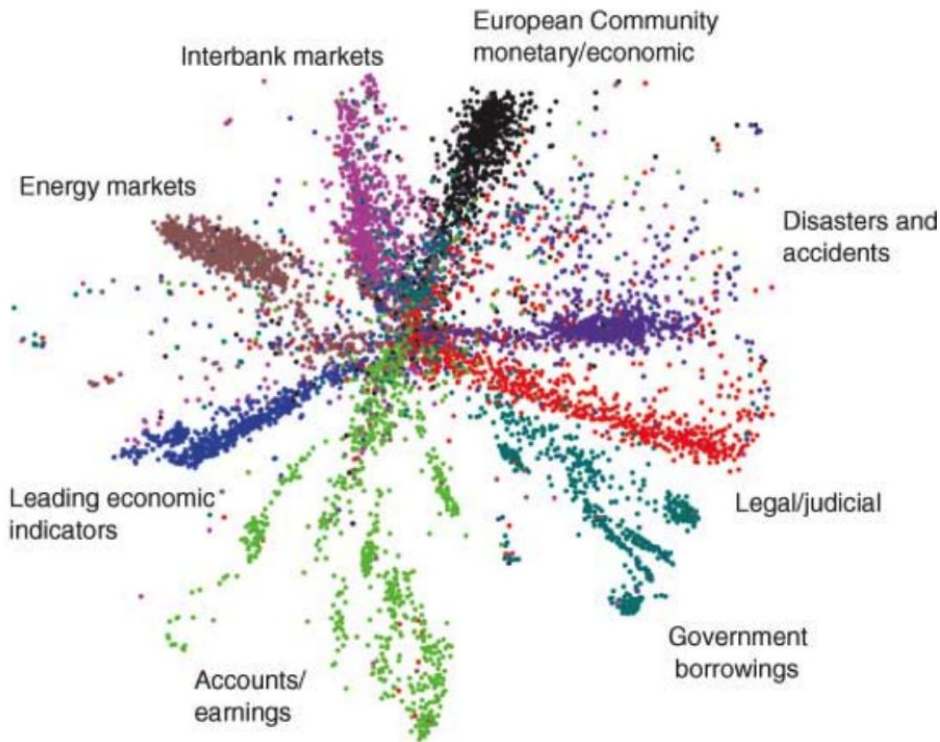 European Community
monetary/economic
Interbank markets
Energy markets
Disasters and
accidents
Leading economic
indicators
Legal/judicial
Government
borrowings
Accounts/
earnings